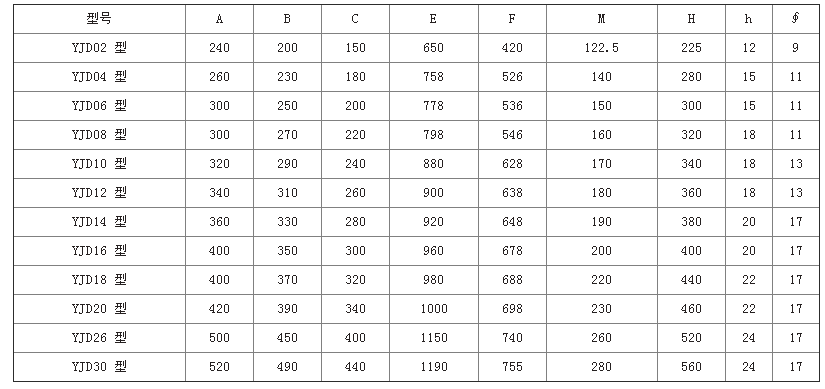 型号 A B C E F M H h ∮
YJD02 型 240 200 150 650 420 122.5 225 12 9
YJD04 型 260 230 180 758 526 140 280 15 11
YJD06 型 300 250 200 778 536 150 300 15 11
YJD08 型 300 270 220 798 546 160 320 18 11
YJD10 型 320 290 240 880 628 170 340 18 13
YJD12 型 340 310 260 900 638 180 360 18 13
YJD14 型 360 330 280 920 648 190 380 20 17
YJD16 型 400 350 300 960 678 200 400 20 17
YJD18 型 400 370 320 980 688 220 440 22 17
YJD20 型 420 390 340 1000 698 230 460 22 17
YJD26 型 500 450 400 1150 740 260 520 24 17
YJD30 型 520 490 440 1190 755 280 560 24 17